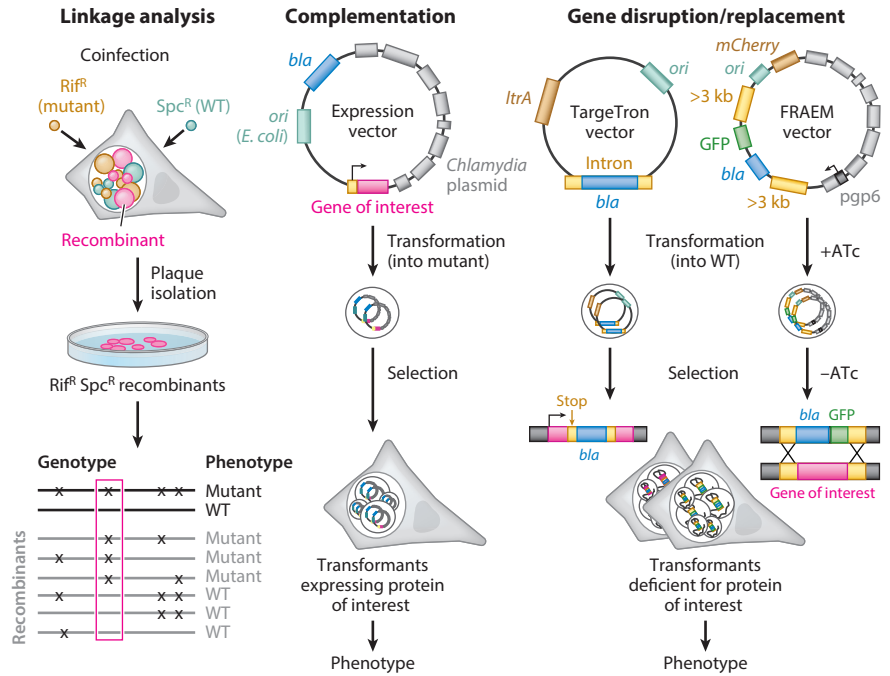 Linkage analysis
Coinfection
Rif^R
(mutant)
Spc^R (WT)
Recombinant
Plaque
isolation
Rif^R Spc^R recombinants
Genotype
Phenotype
x x x x Mutant
WT
Recombinants
x x Mutant
x x Mutant
x x Mutant
x x x WT
x x WT
x WT
Complementation
bla
ori
(E. coli)
Expression
vector
Chlamydia
plasmid
Gene of interest
Transformation
(into mutant)
Selection
Transformants
expressing protein
of interest
Phenotype
Gene disruption/replacement
ltrA
ori
TargeTron
vector
Intron
bla
mCherry
ori
>3 kb
GFP
bla
>3 kb
FRAEM
vector
pgp6
Transformation
(into WT)
+ATc
Selection
–ATc
Stop
bla
bla
GFP
Gene of interest
Transformants
deficient for protein
of interest
Phenotype